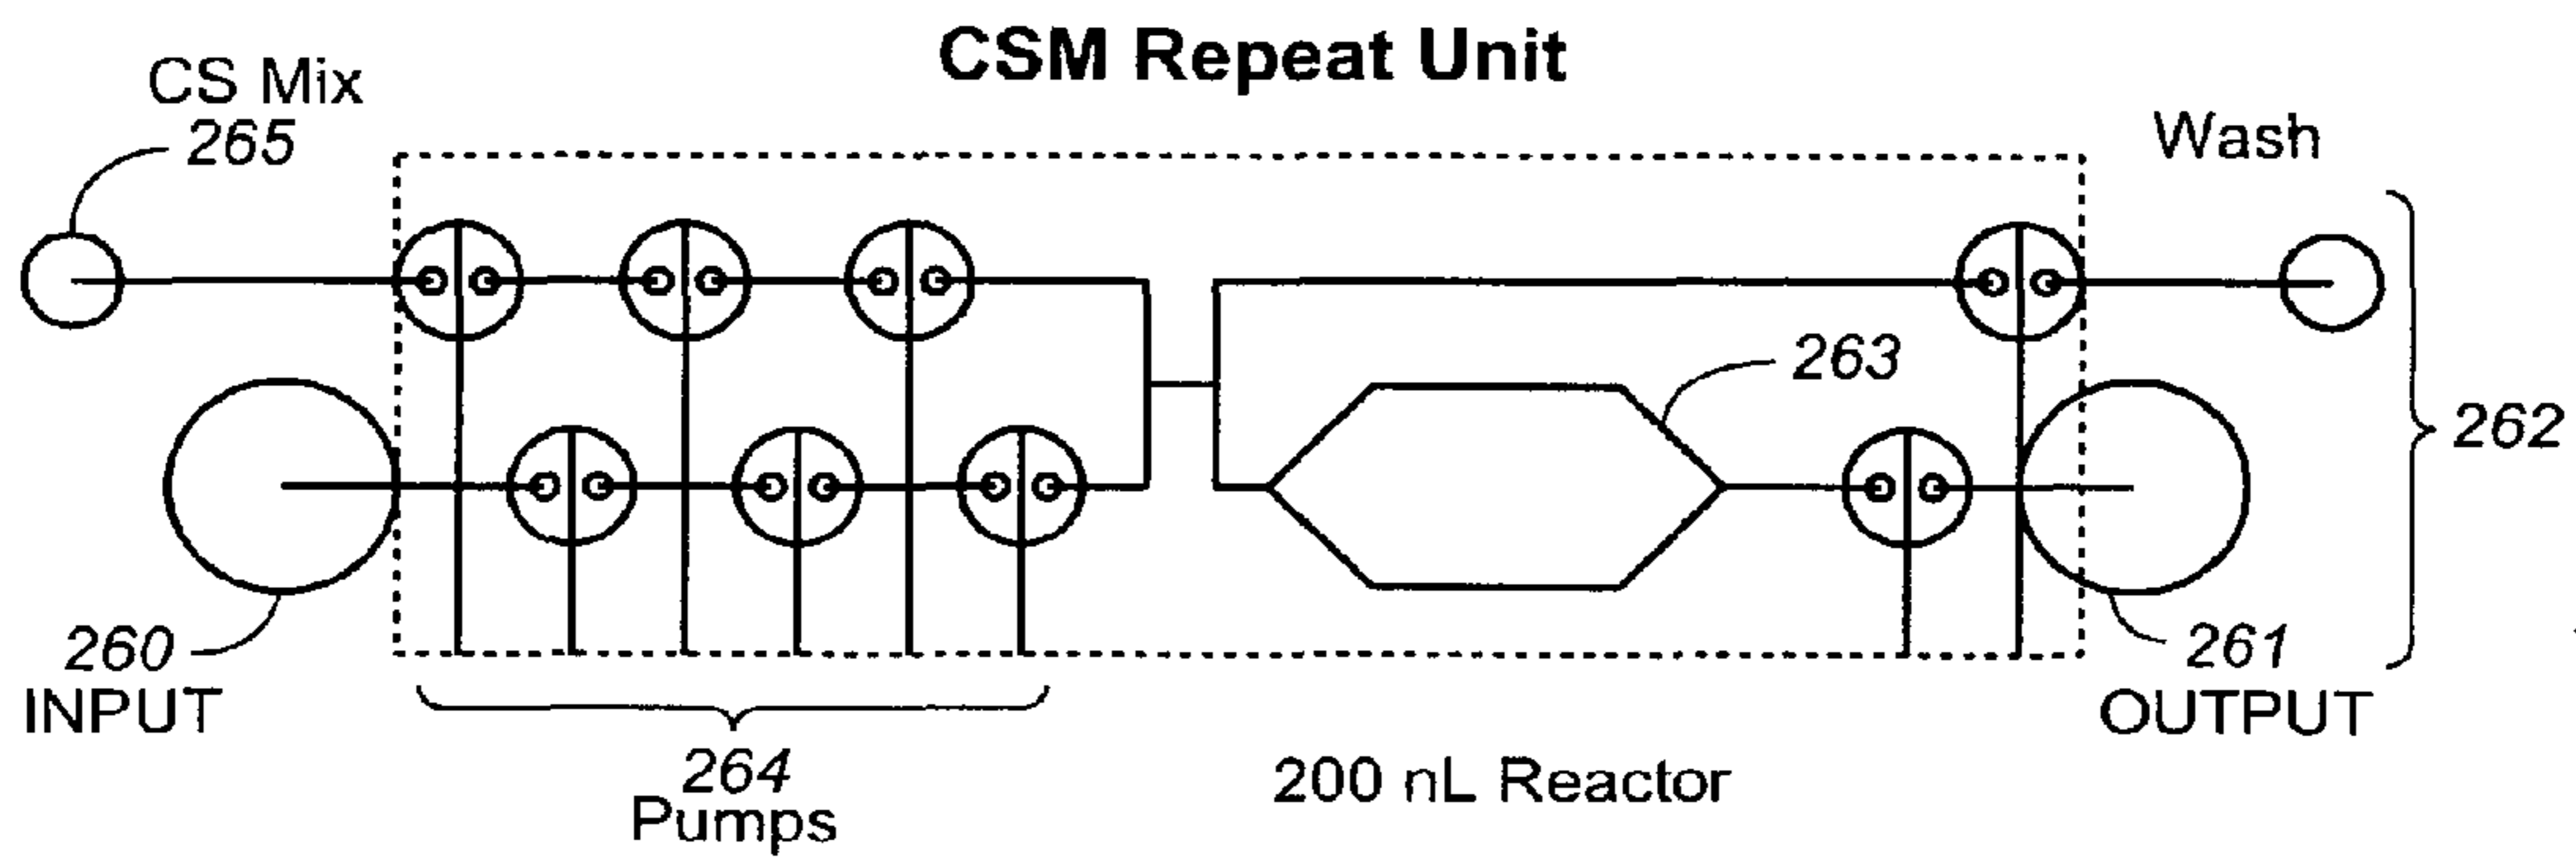 CSM Repeat Unit
CS Mix
265
Wash
263
262
260
INPUT
261
OUTPUT
264
Pumps
200 nL Reactor